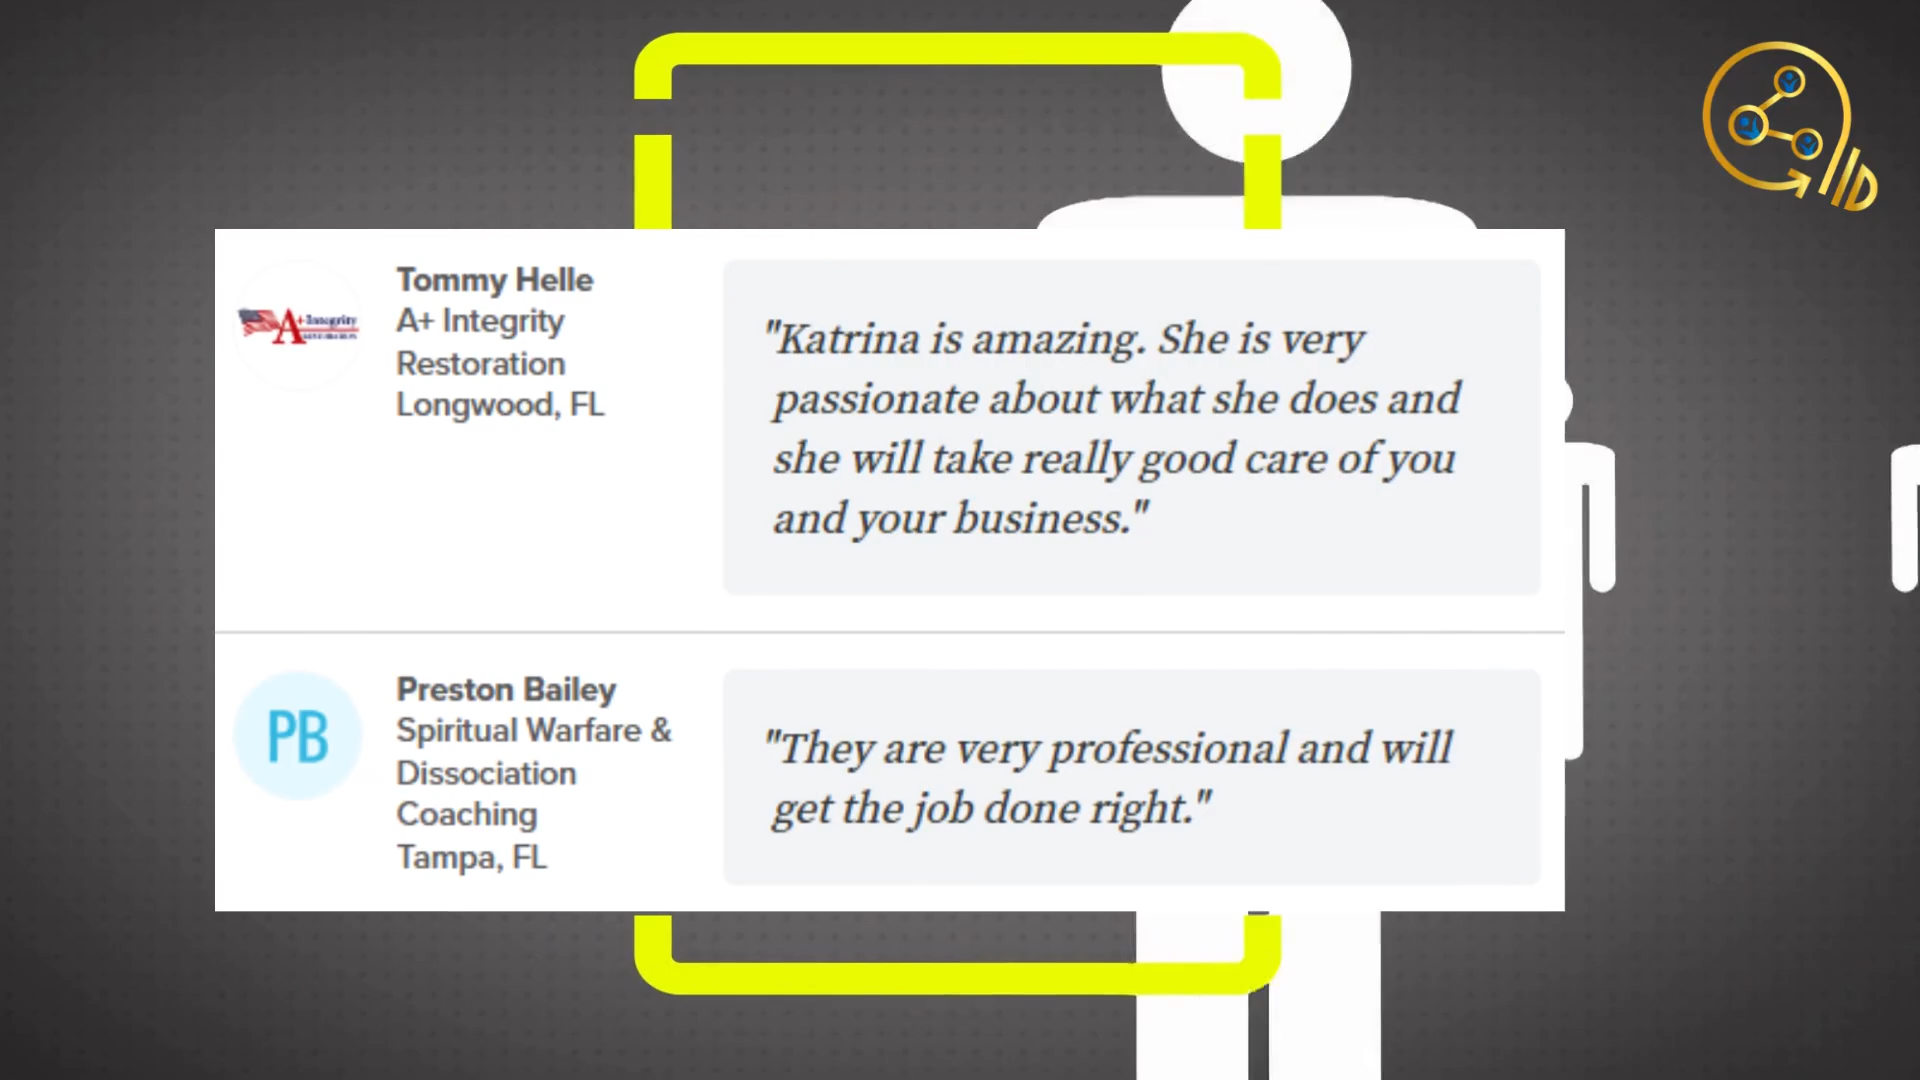 Tommy Helle
A+ Integrity
Restoration
Longwood, FL
"Katrina is amazing. She is very
passionate about what she does and
she will take really good care of you
and your business."
A+ Integrity
PB
Preston Bailey
Spiritual Warfare &
Dissociation
Coaching
Tampa, FL
"They are very professional and will
get the job done right."